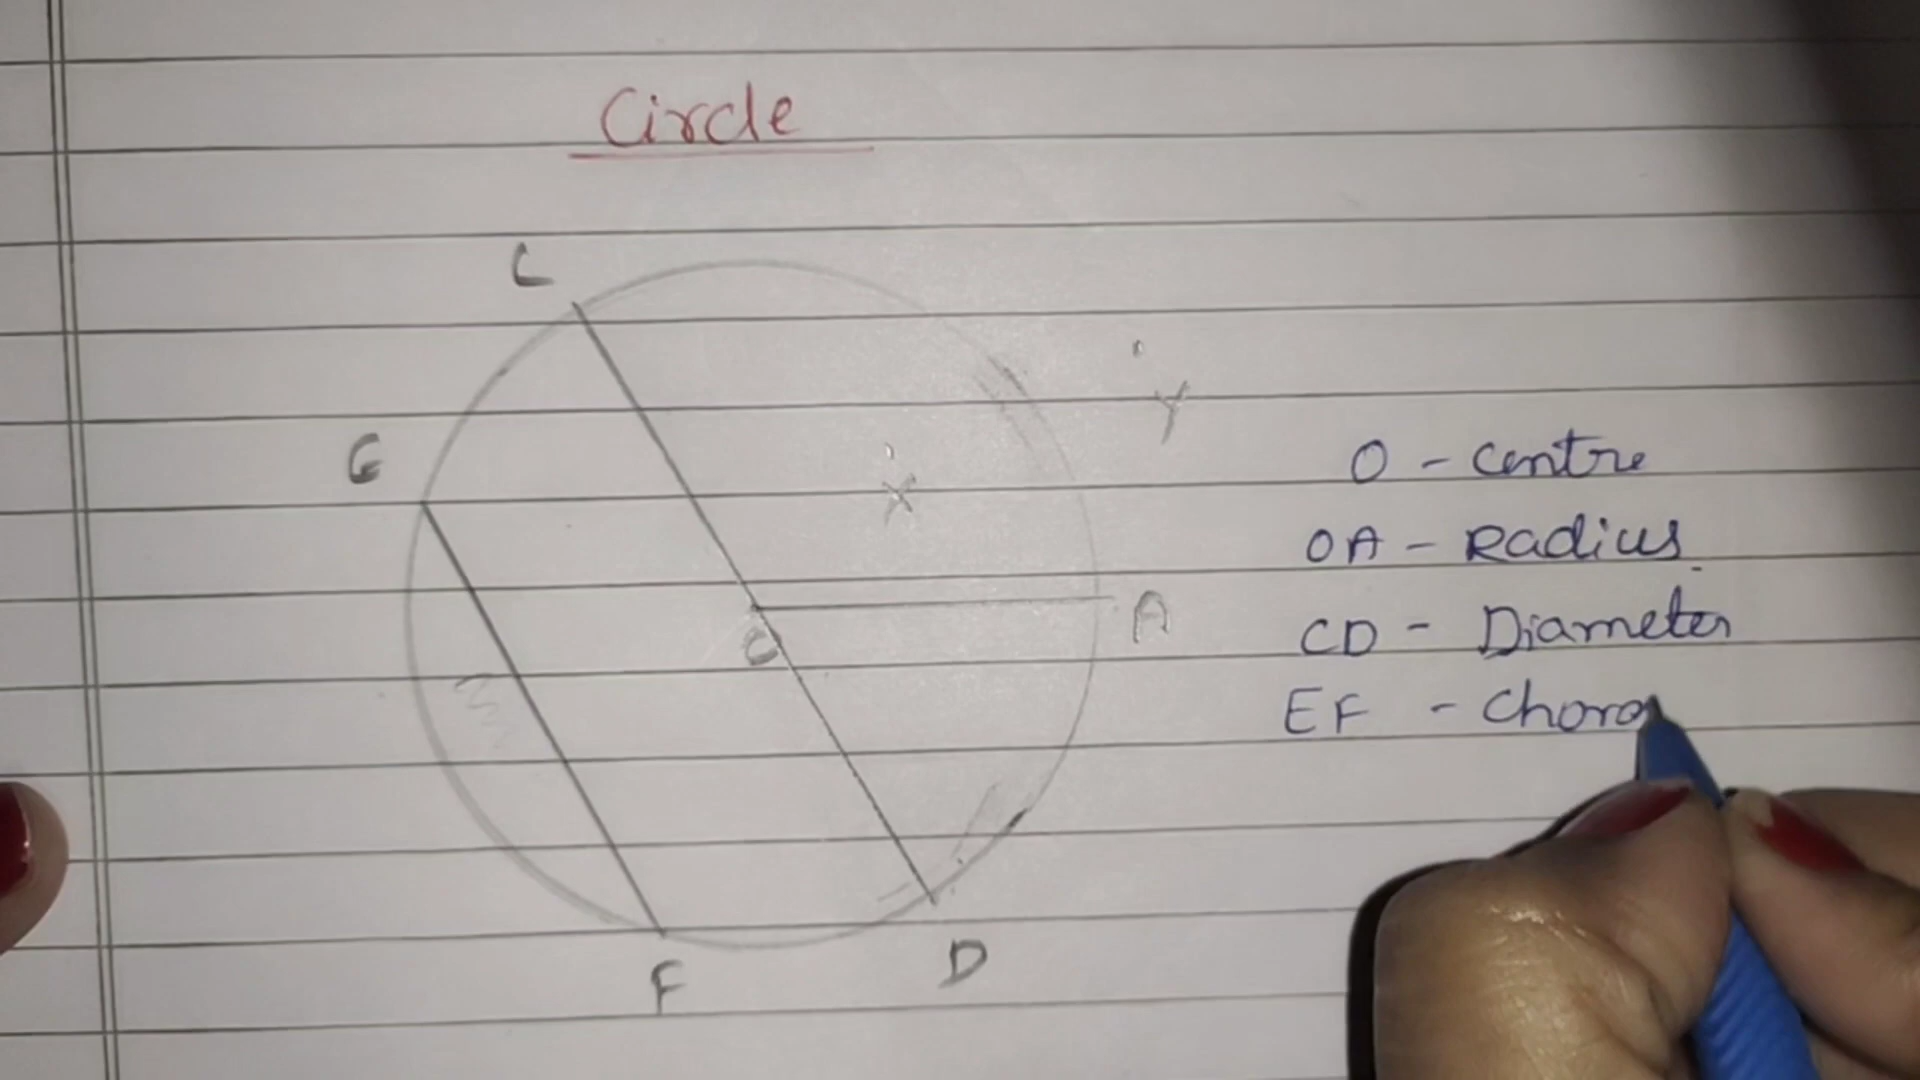 Circle
C
Y
E
X
O - Centre
OA - Radius
A
O
CD - Diameter
EF - Chord
D
F